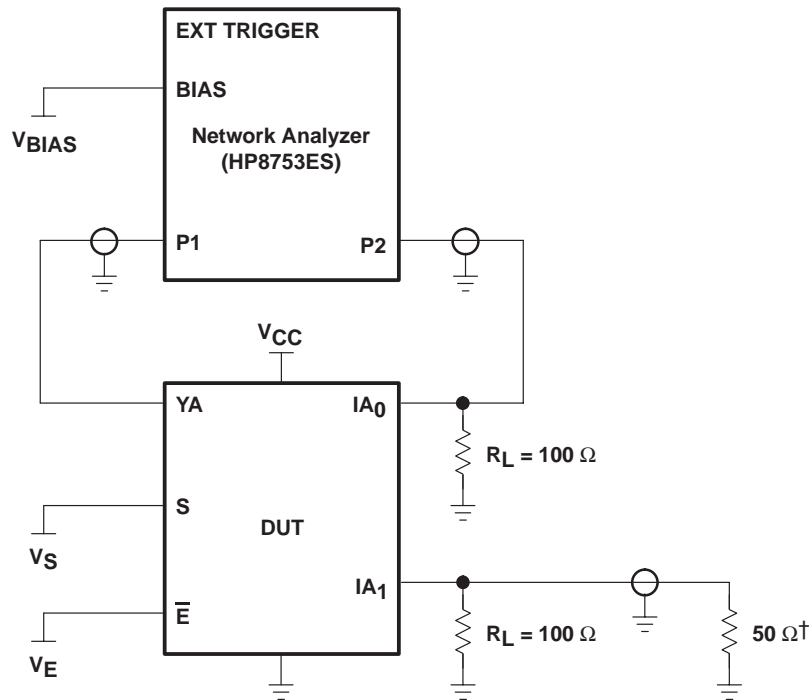 EXT TRIGGER
BIAS
VBIAS
Network Analyzer
(HP8753ES)
P1
P2
VCC
YA
IA0
RL = 100 Ω
S
VS
DUT
IA1
E̅
VE
RL = 100 Ω
50 Ω†